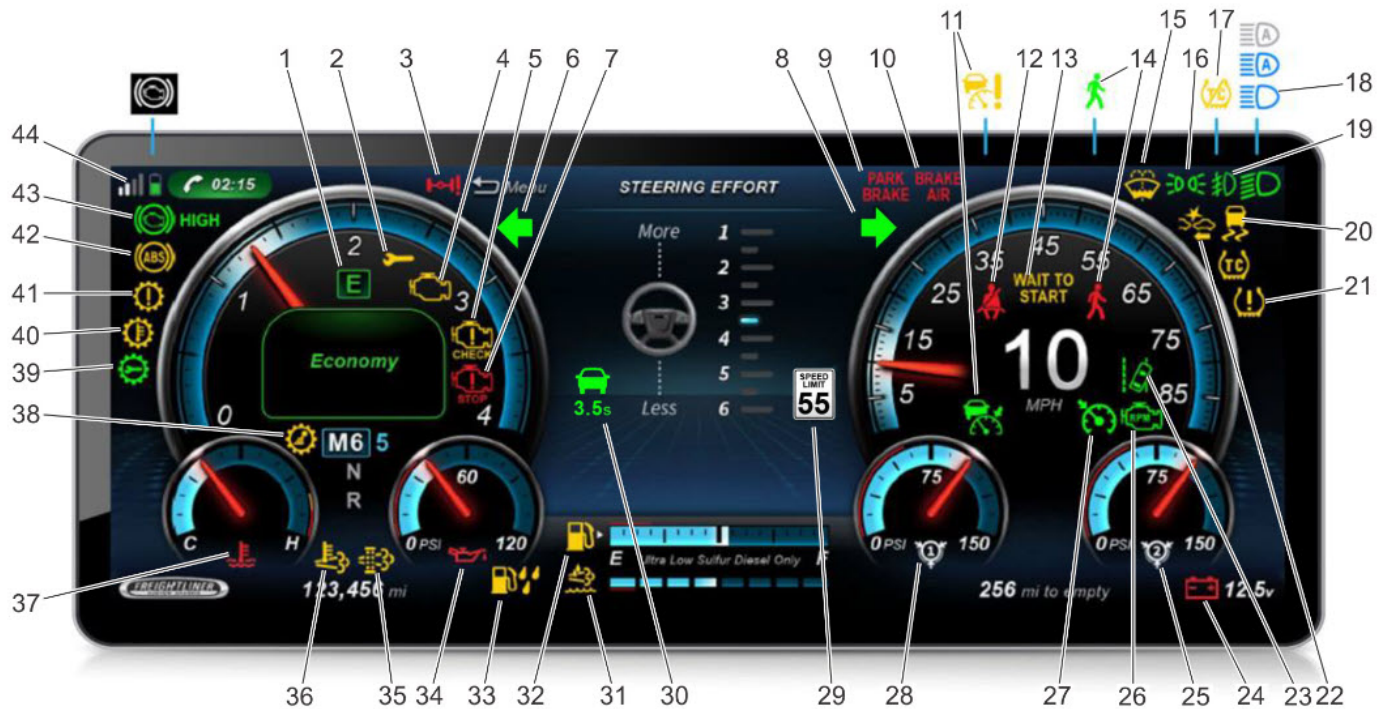 1 2 3 4 5 6 7 8 9 10 11 12 13 14 15 16 17 18 19
A
A
T/C
44 02:15 Menu STEERING EFFORT PARK BRAKE BRAKE AIR
43 HIGH
42 ABS
41
40
39
38
37
More 1
2
3
4
5
Less 6
E
Economy
0 1 2 3 4
CHECK
STOP
M6 5
N
R
C H
0 PSI 60 120
FREIGHTLINER
123,456 mi
3.5s
SPEED
LIMIT
55
E Ultra Low Sulfur Diesel Only F
5 15 25 35 45 55 65 75 85
WAIT TO
START
10
MPH
RPM
TC
20
21
0 PSI 75 150
1
0 PSI 75 150
2
256 mi to empty
12.5v
36 35 34 33 32 31 30 29 28 27 26 25 24 23 22